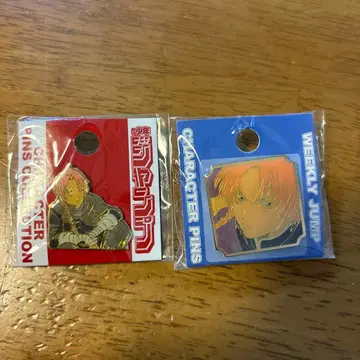 少年
ジャンプ
CHARACTER
PINS COLLECTION
WEEKLY JUMP
CHARACTER PINS